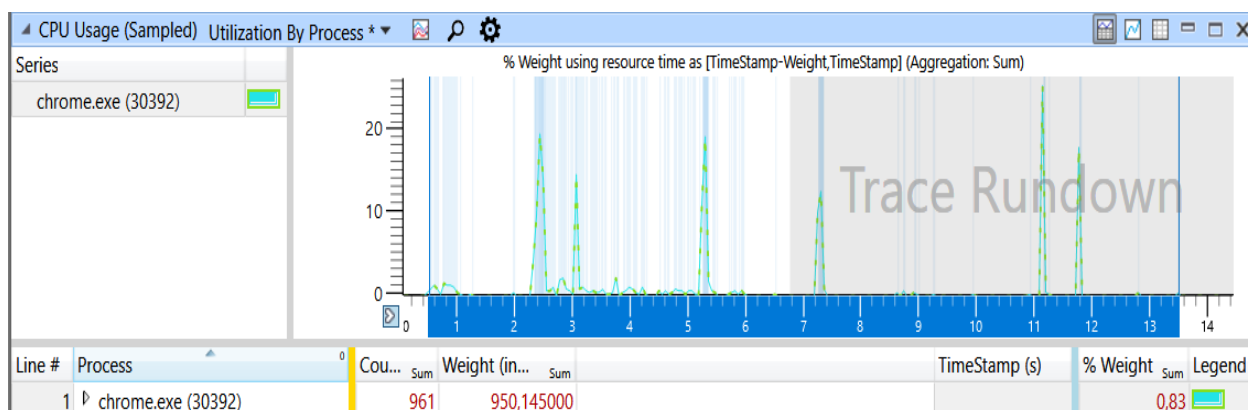 CPU Usage (Sampled) Utilization By Process *
Series
chrome.exe (30392)
% Weight using resource time as [TimeStamp-Weight,TimeStamp] (Aggregation: Sum)
20
10
0
Trace Rundown
0 1 2 3 4 5 6 7 8 9 10 11 12 13 14
Line # Process 0 Cou... Sum Weight (in... Sum TimeStamp (s) % Weight Sum Legend
1 chrome.exe (30392) 961 950,145000 0,83